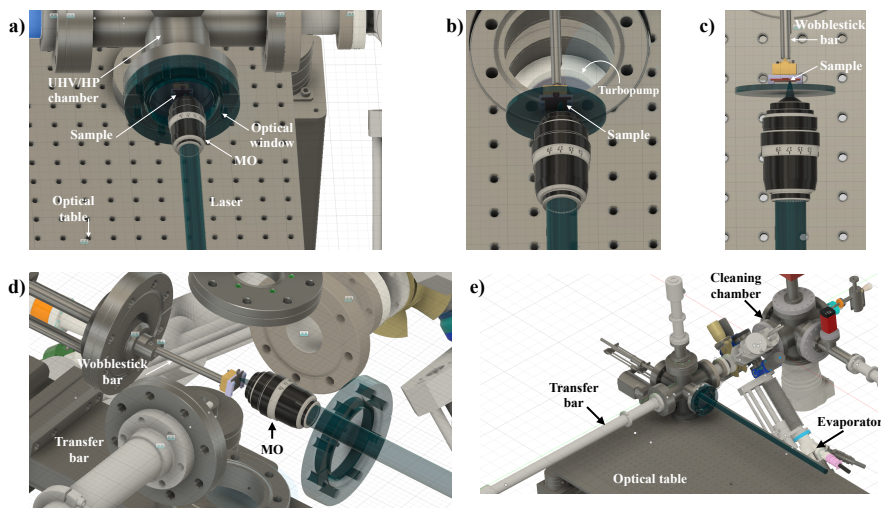 a)
UHV/HP
chamber
Sample
Optical
window
MO
Optical
table
Laser
b)
Turbopump
Sample
c)
Wobblestick
bar
Sample
d)
Wobblestick
bar
Transfer
bar
MO
e)
Cleaning
chamber
Transfer
bar
Evaporator
Optical table